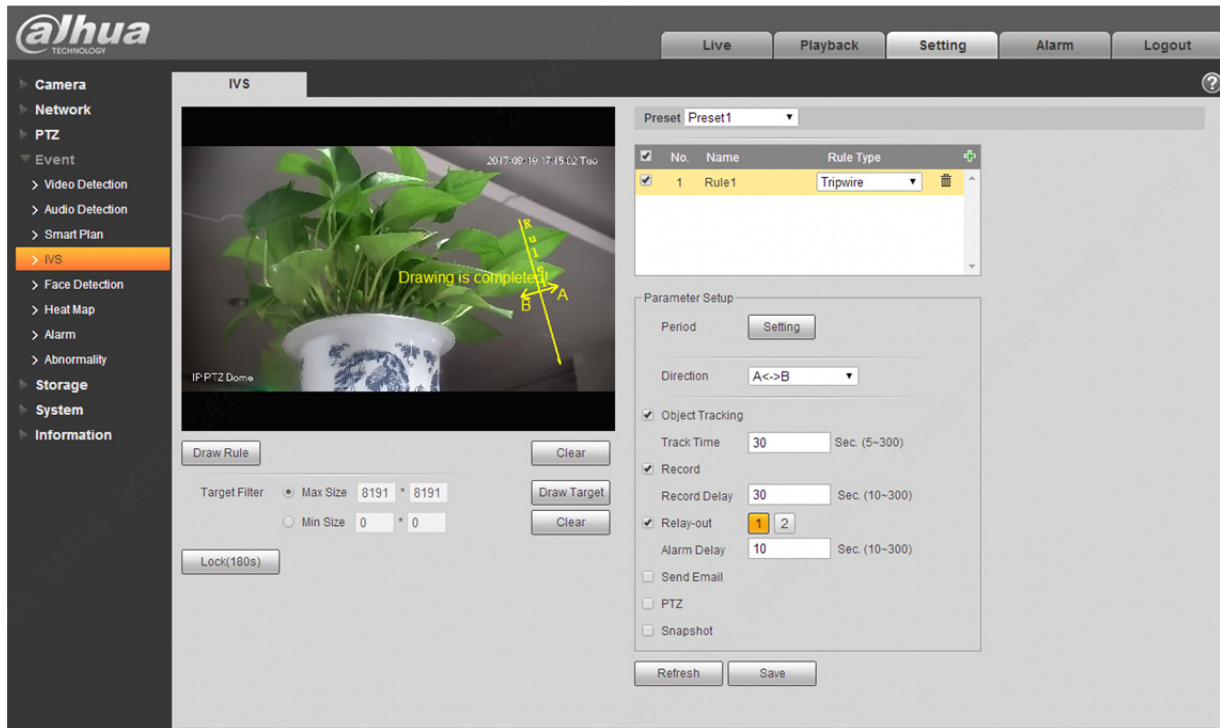 alhua
TECHNOLOGY
Live Playback Setting Alarm Logout
Camera
Network
PTZ
Event
Video Detection
Audio Detection
Smart Plan
IVS
Face Detection
Heat Map
Alarm
Abnormality
Storage
System
Information
IVS
2017-09-19 17:15:02 Tue
Rule1
Drawing is completed!
B A
IP PTZ Dome
Draw Rule Clear
Target Filter Max Size 8191 * 8191 Draw Target
Min Size 0 * 0 Clear
Lock(180s)
Preset Preset1
No. Name Rule Type
1 Rule1 Tripwire
Parameter Setup
Period Setting
Direction A<->B
Object Tracking
Track Time 30 Sec. (5~300)
Record
Record Delay 30 Sec. (10~300)
Relay-out 1 2
Alarm Delay 10 Sec. (10~300)
Send Email
PTZ
Snapshot
Refresh Save